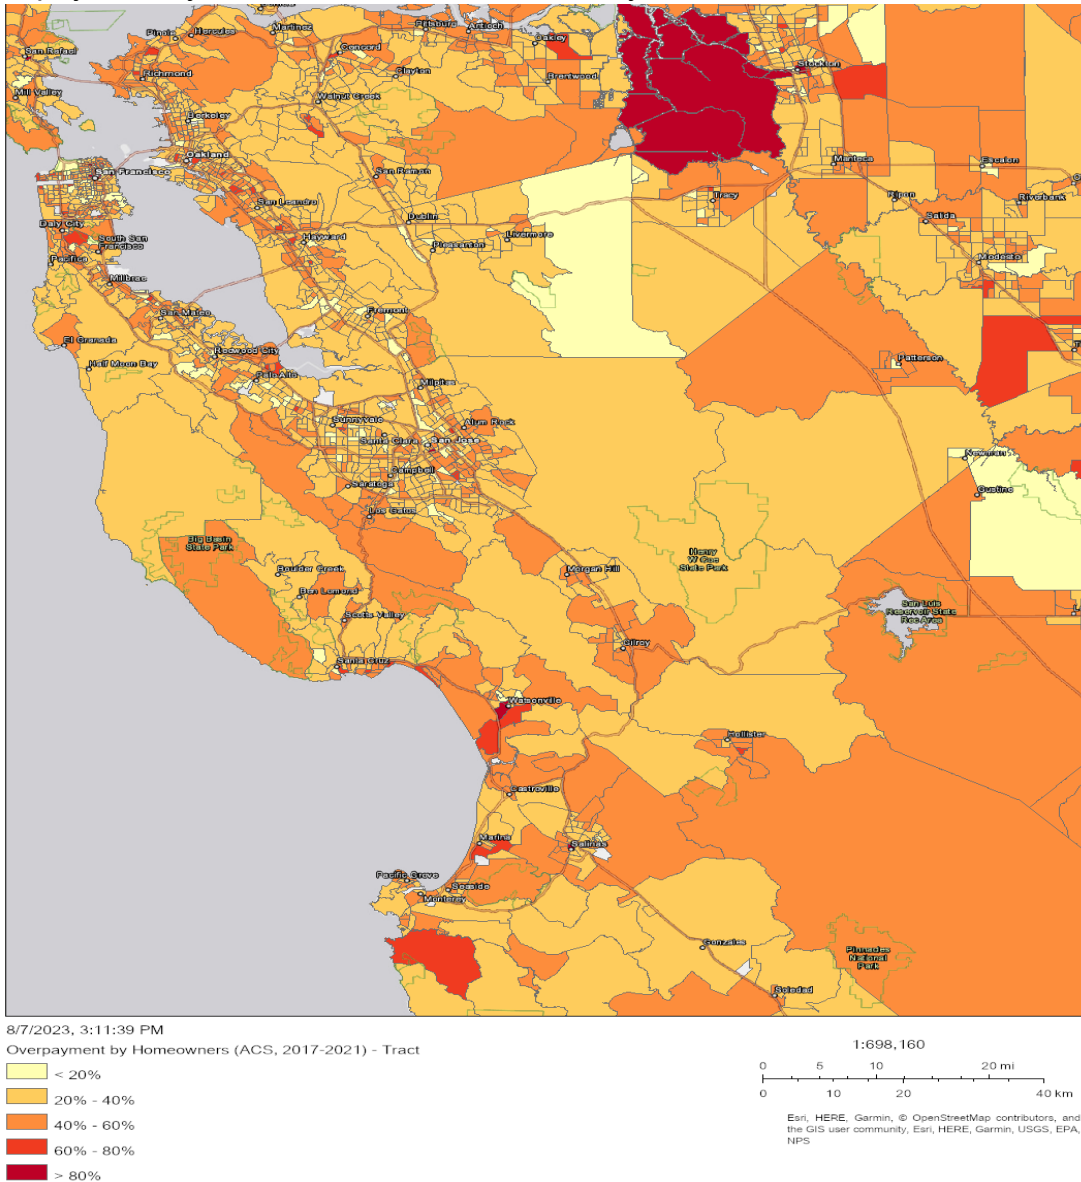 Pittsburg
Antioch
Martinez
Hercules
Pinole
Oakley
Concord
San Rafael
Stockton
Richmond
Clayton
Brentwood
Mill Valley
Walnut Creek
Berkeley
Oakland
Manteca
Escalon
San Francisco
San Ramon
Tracy
Ripon
Riverbank
San Leandro
Dublin
Salida
Daly City
South San
Francisco
Hayward
Livermore
Pleasanton
Pacifica
Modesto
Millbrae
San Mateo
Fremont
El Granada
Redwood City
Half Moon Bay
Patterson
Palo Alto
Milpitas
Sunnyvale
Alum Rock
Santa Clara
San Jose
Newman
Campbell
Saratoga
Gustine
Los Gatos
Big Basin
State Park
Henry
W Coe
State Park
Boulder Creek
Morgan Hill
Ben Lomond
San Luis
Reservoir State
Rec Area
Scotts Valley
Gilroy
Santa Cruz
Watsonville
Hollister
Castroville
Marina
Salinas
Pacific Grove
Seaside
Monterey
Gonzales
Pinnacles
National
Park
Soledad
8/7/2023, 3:11:39 PM
Overpayment by Homeowners (ACS, 2017-2021) - Tract
< 20%
20% - 40%
40% - 60%
60% - 80%
> 80%
1:698,160
0 5 10 20 mi
0 10 20 40 km
Esri, HERE, Garmin, © OpenStreetMap contributors, and
the GIS user community, Esri, HERE, Garmin, USGS, EPA,
NPS